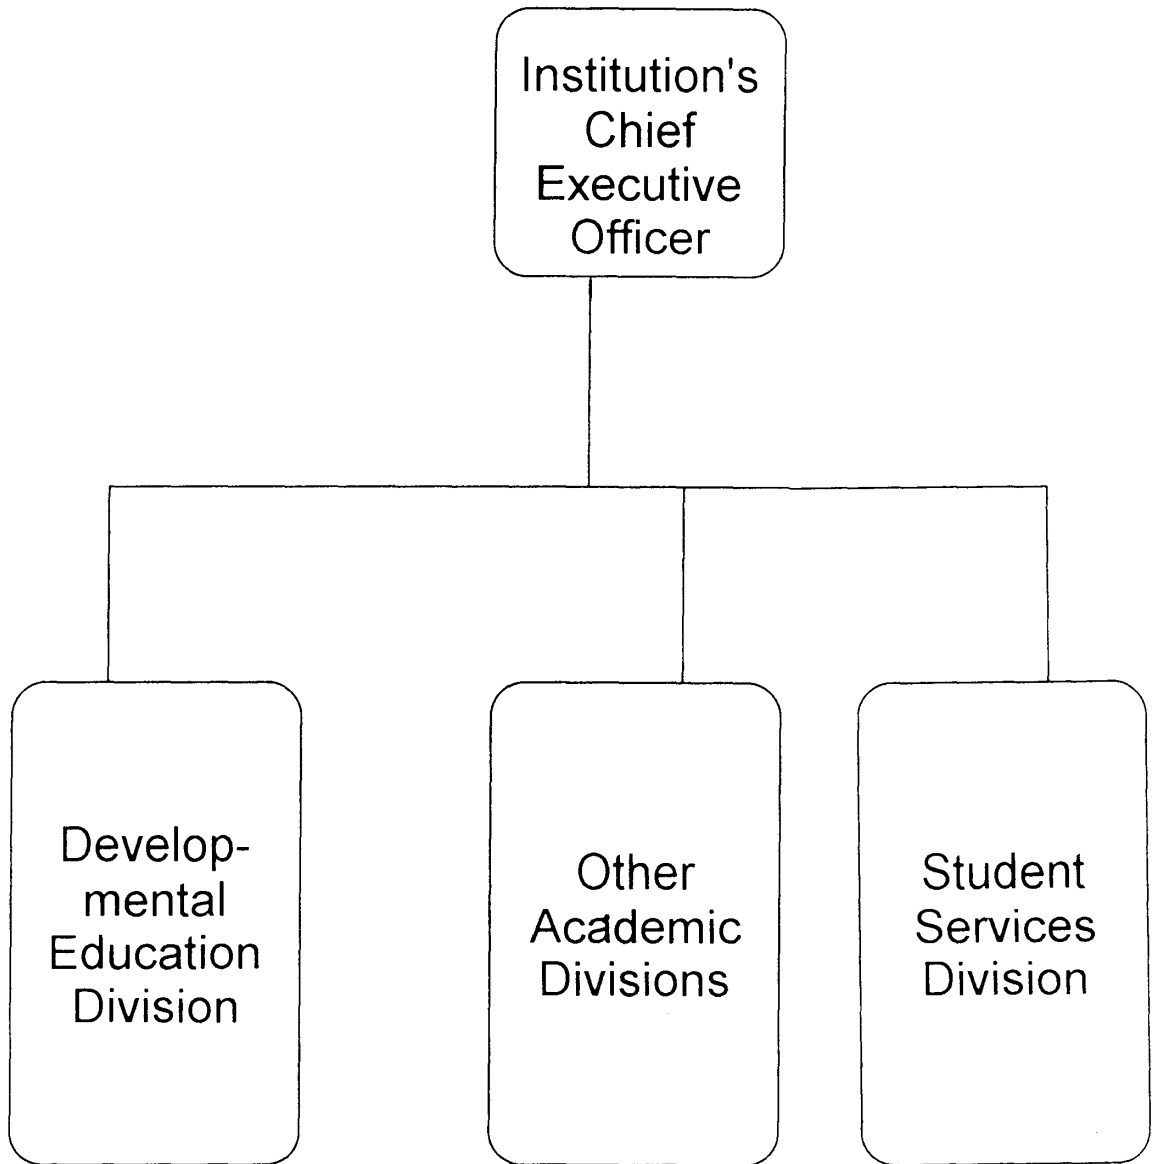 Institution's
Chief
Executive
Officer
Develop-
mental
Education
Division
Other
Academic
Divisions
Student
Services
Division